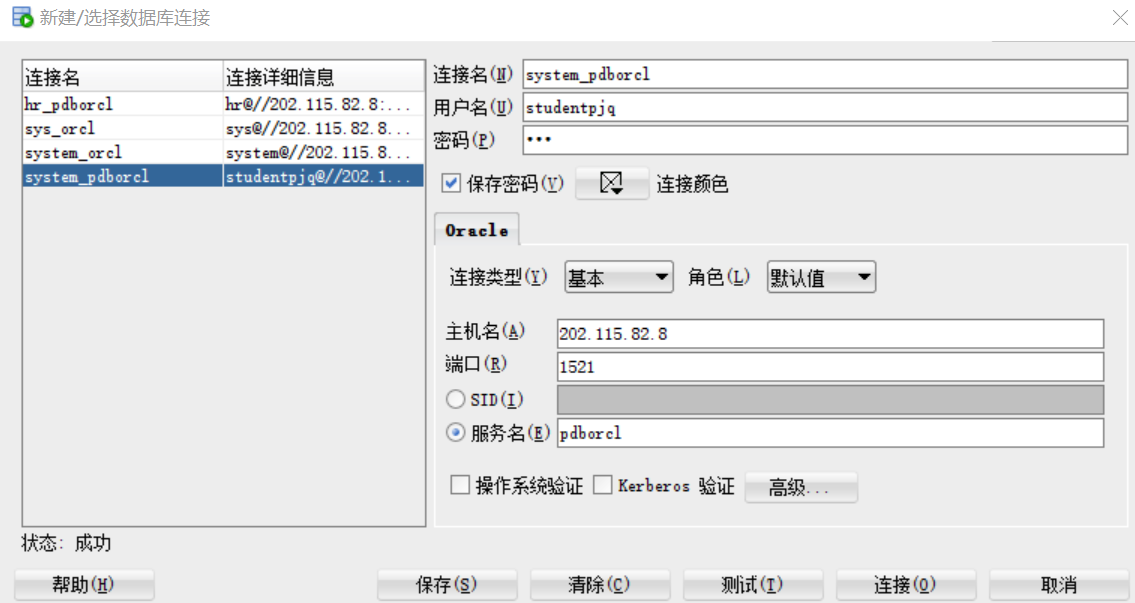 新建/选择数据库连接
连接名 连接详细信息
hr_pdborcl hr@//202.115.82.8:...
sys_orcl sys@//202.115.82.8...
system_orcl system@//202.115.8...
system_pdborcl studentpjq@//202.1...
连接名(N) system_pdborcl
用户名(U) studentpjq
密码(P) •••
保存密码(V) 连接颜色
Oracle
连接类型(Y) 基本 角色(L) 默认值
主机名(A) 202.115.82.8
端口(R) 1521
SID(I)
服务名(E) pdborcl
操作系统验证 Kerberos 验证 高级...
状态: 成功
帮助(H) 保存(S) 清除(C) 测试(T) 连接(O) 取消